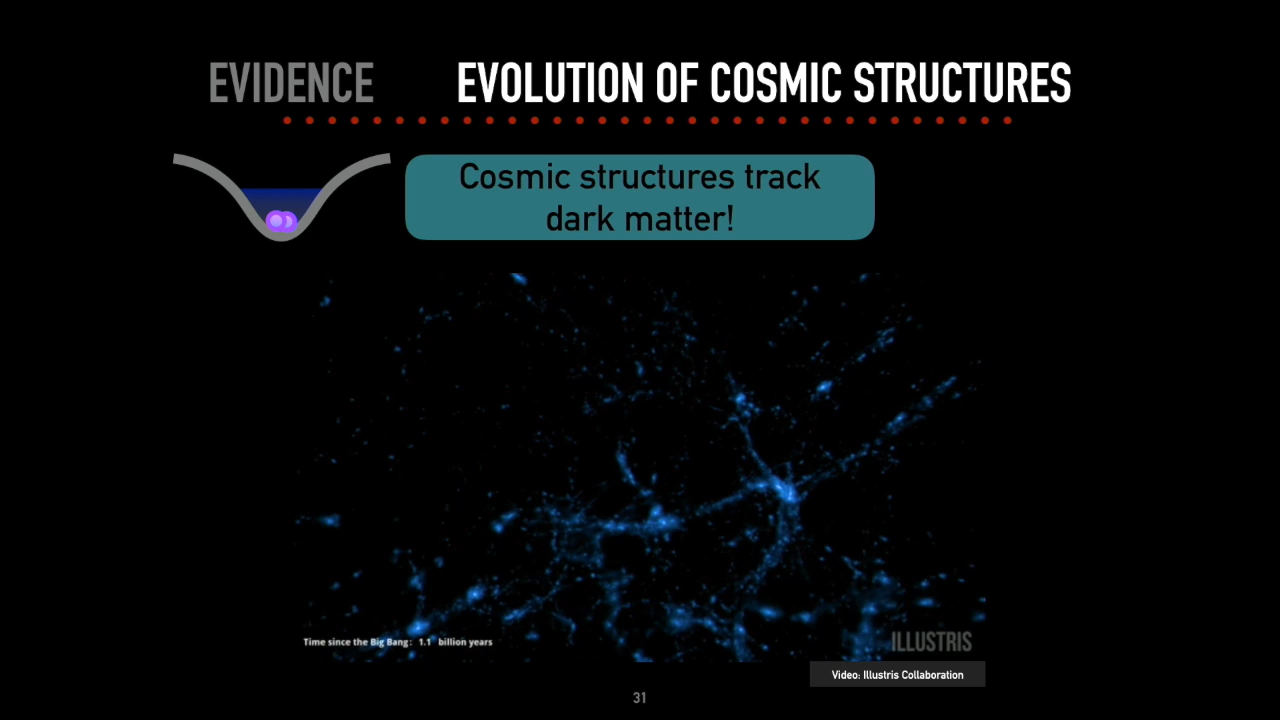 EVIDENCE EVOLUTION OF COSMIC STRUCTURES
Cosmic structures track
dark matter!
Time since the Big Bang: 1.1 billion years
ILLUSTRIS
Video: Illustris Collaboration
31